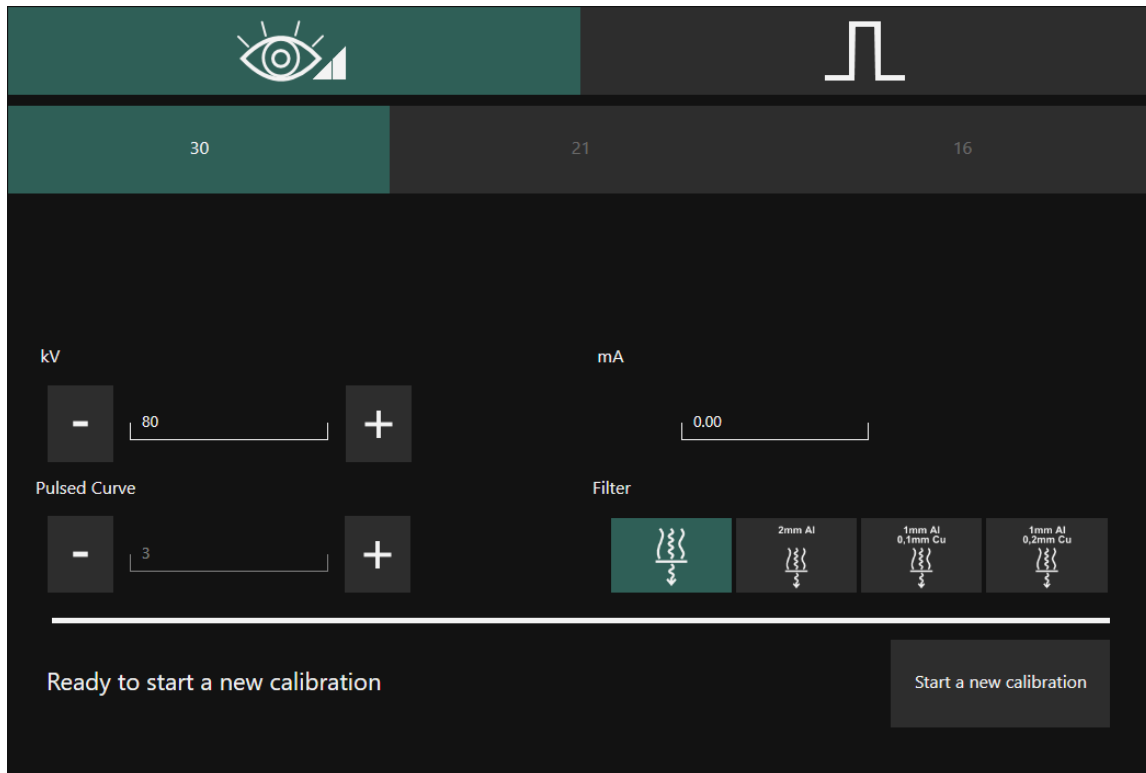 30
21
16
kV
mA
-
80
+
0.00
Pulsed Curve
Filter
-
3
+
2mm Al
1mm Al
0,1mm Cu
1mm Al
0,2mm Cu
Ready to start a new calibration
Start a new calibration